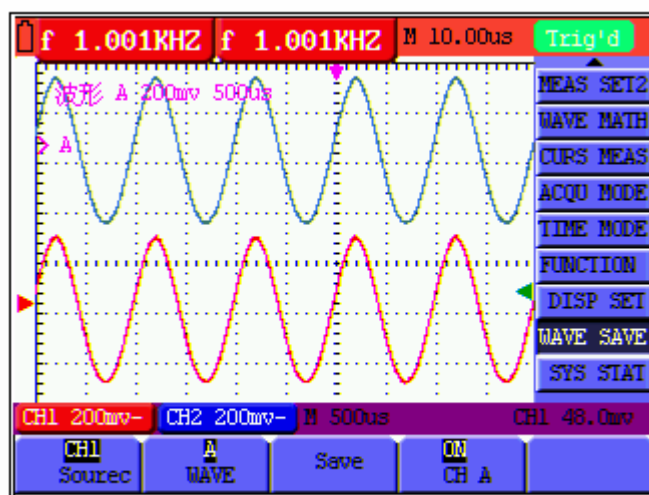 f 1.001KHZ f 1.001KHZ M 10.00us Trig'd
波形 A 200mv 500us
A
MEAS SET2
WAVE MATH
CURS MEAS
ACQU MODE
TIME MODE
FUNCTION
DISP SET
WAVE SAVE
SYS STAT
CH1 200mv- CH2 200mv- M 500us CH1 48.0mv
CH1 A Save ON
Sourec WAVE CH A